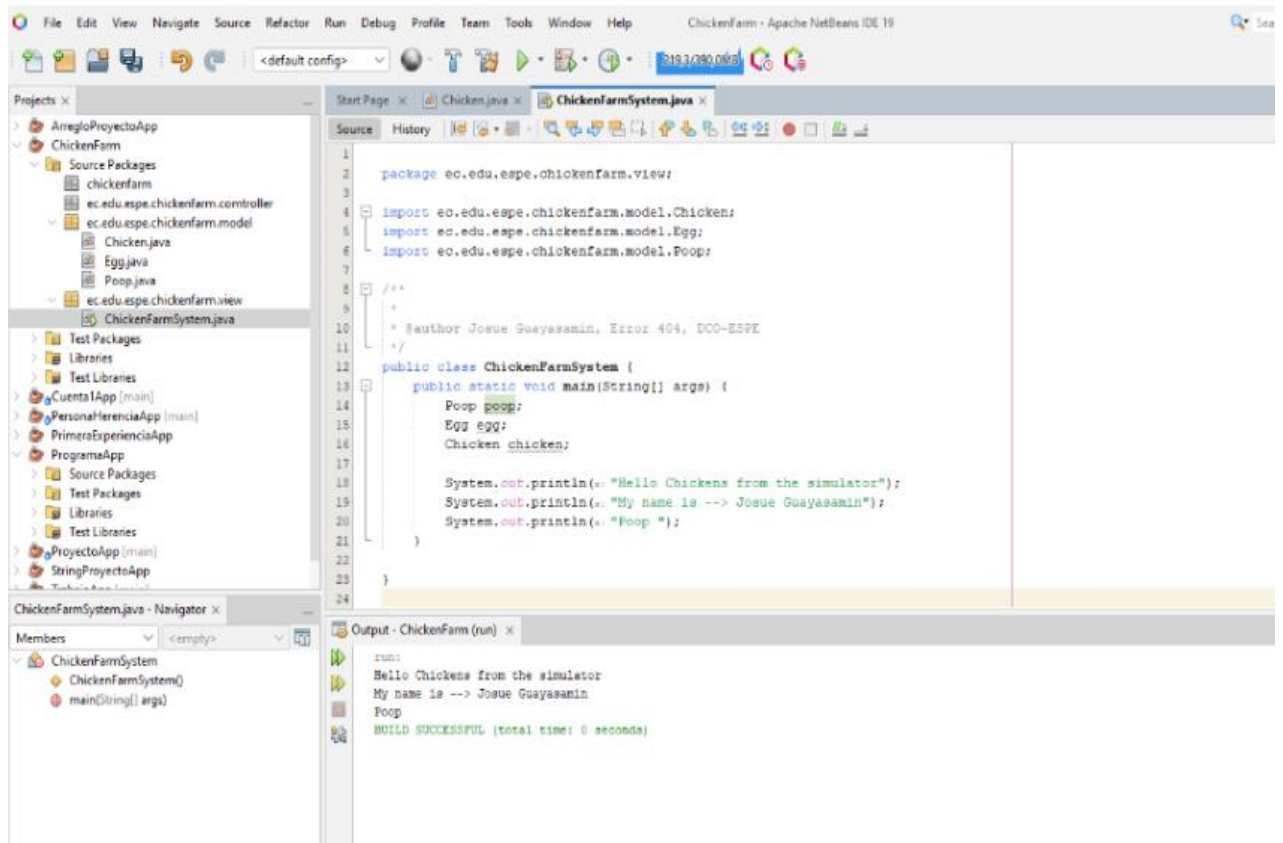 File Edit View Navigate Source Refactor Run Debug Profile Team Tools Window Help ChickenFarm - Apache NetBeans IDE 19
<default config>
Projects
ArregloProyectoApp
ChickenFarm
Source Packages
chickenfarm
ec.edu.espe.chickenfarm.comtroller
ec.edu.espe.chickenfarm.model
Chicken.java
Egg.java
Poop.java
ec.edu.espe.chickenfarm.view
ChickenFarmSystem.java
Test Packages
Libraries
Test Libraries
Cuenta1App [main]
PersonaHerenciaApp [main]
PrimeraExperienciaApp
ProgramaApp
Source Packages
Test Packages
Libraries
Test Libraries
ProyectoApp [main]
StringProyectoApp
ChickenFarmSystem.java - Navigator
Members <empty>
ChickenFarmSystem
ChickenFarmSystem()
main(String[] args)
Start Page Chicken.java ChickenFarmSystem.java
Source History
1
2 package ec.edu.espe.chickenfarm.view;
3
4 import ec.edu.espe.chickenfarm.model.Chicken;
5 import ec.edu.espe.chickenfarm.model.Egg;
6 import ec.edu.espe.chickenfarm.model.Poop;
7
8 /**
9 *
10 * @author Josue Guayasamin, Error 404, DCO-ESPE
11 */
12 public class ChickenFarmSystem {
13 public static void main(String[] args) {
14 Poop poop;
15 Egg egg;
16 Chicken chicken;
17
18 System.out.println(x: "Hello Chickens from the simulator");
19 System.out.println(x: "My name is --> Josue Guayasamin");
20 System.out.println(x: "Poop ");
21 }
22
23 }
24
Output - ChickenFarm (run)
run:
Hello Chickens from the simulator
My name is --> Josue Guayasamin
Poop
BUILD SUCCESSFUL (total time: 0 seconds)